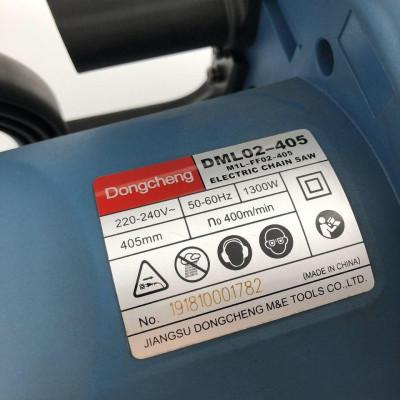 Dongcheng DML02-405
M1L-FF02-405
ELECTRIC CHAIN SAW
220-240V~ 50-60Hz 1300W
405mm no 400m/min
No. 191810001782 (MADE IN CHINA)
JIANGSU DONGCHENG M&E TOOLS CO.,LTD.